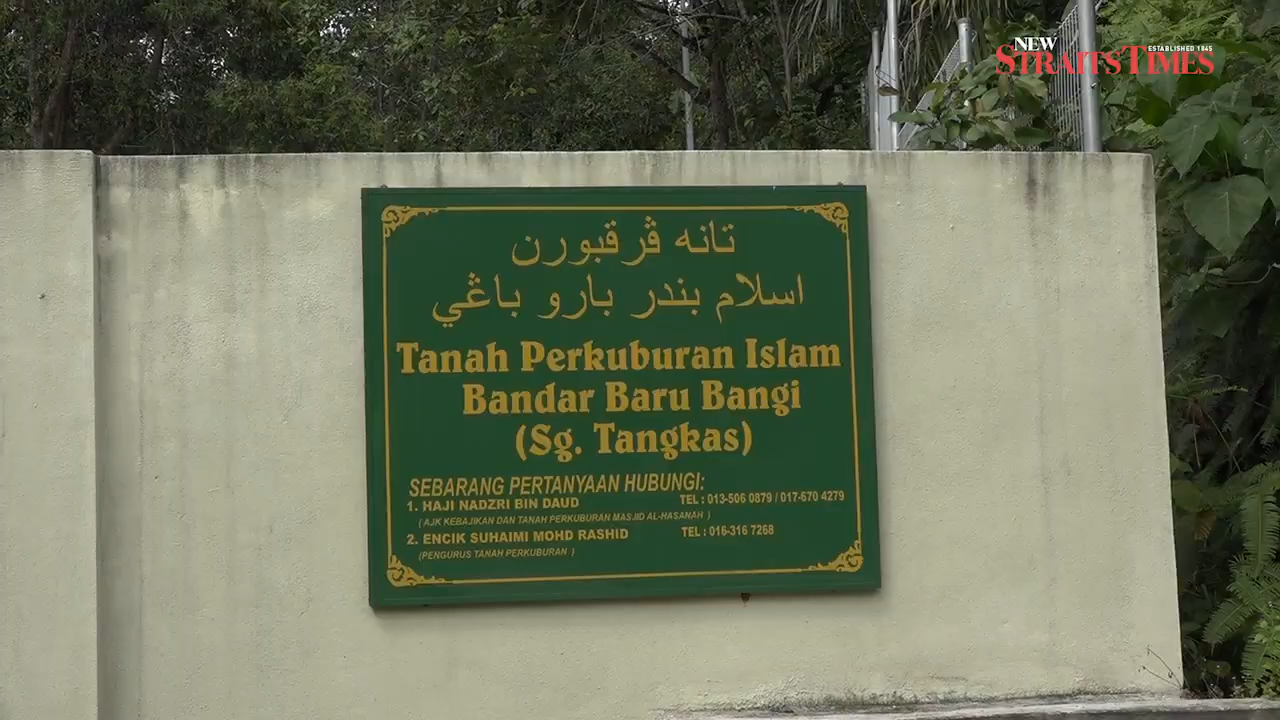 NEW
STRAITS TIMES
ESTABLISHED 1845
تانه ڤرقبورن
اسلام بندر بارو باڠي
Tanah Perkuburan Islam
Bandar Baru Bangi
(Sg. Tangkas)
SEBARANG PERTANYAAN HUBUNGI:
1. HAJI NADZRI BIN DAUD TEL : 013-506 0879 / 017-670 4279
( AJK KEBAJIKAN DAN TANAH PERKUBURAN MASJID AL-HASANAH )
2. ENCIK SUHAIMI MOHD RASHID TEL : 016-316 7268
(PENGURUS TANAH PERKUBURAN )